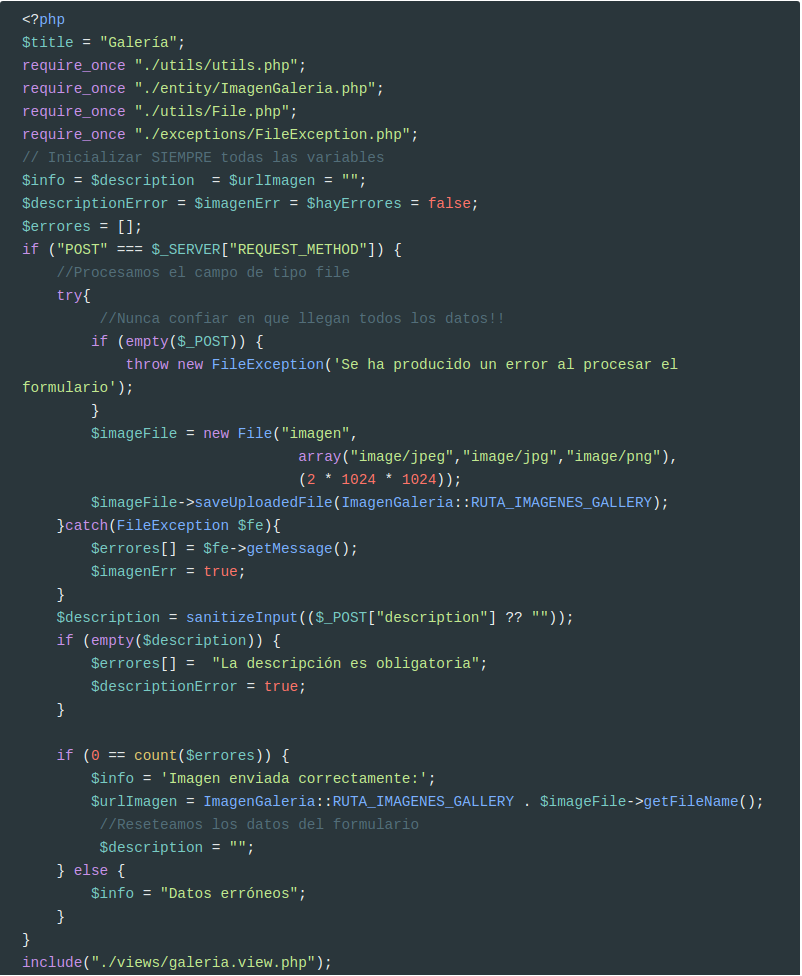 <?php
$title = "Galería";
require_once "./utils/utils.php";
require_once "./entity/ImagenGaleria.php";
require_once "./utils/File.php";
require_once "./exceptions/FileException.php";
// Inicializar SIEMPRE todas las variables
$info = $description  = $urlImagen = "";
$descriptionError = $imagenErr = $hayErrores = false;
$errores = [];
if ("POST" === $_SERVER["REQUEST_METHOD"]) {
    //Procesamos el campo de tipo file
    try{
         //Nunca confiar en que llegan todos los datos!!
        if (empty($_POST)) {
            throw new FileException('Se ha producido un error al procesar el
formulario');
        }
        $imageFile = new File("imagen",
                                array("image/jpeg","image/jpg","image/png"),
                                (2 * 1024 * 1024));
        $imageFile->saveUploadedFile(ImagenGaleria::RUTA_IMAGENES_GALLERY);
    }catch(FileException $fe){
        $errores[] = $fe->getMessage();
        $imagenErr = true;
    }
    $description = sanitizeInput(($_POST["description"] ?? ""));
    if (empty($description)) {
        $errores[] =  "La descripción es obligatoria";
        $descriptionError = true;
    }

    if (0 == count($errores)) {
        $info = 'Imagen enviada correctamente:';
        $urlImagen = ImagenGaleria::RUTA_IMAGENES_GALLERY . $imageFile->getFileName();
         //Reseteamos los datos del formulario
         $description = "";
    } else {
        $info = "Datos erróneos";
    }
}
include("./views/galeria.view.php");